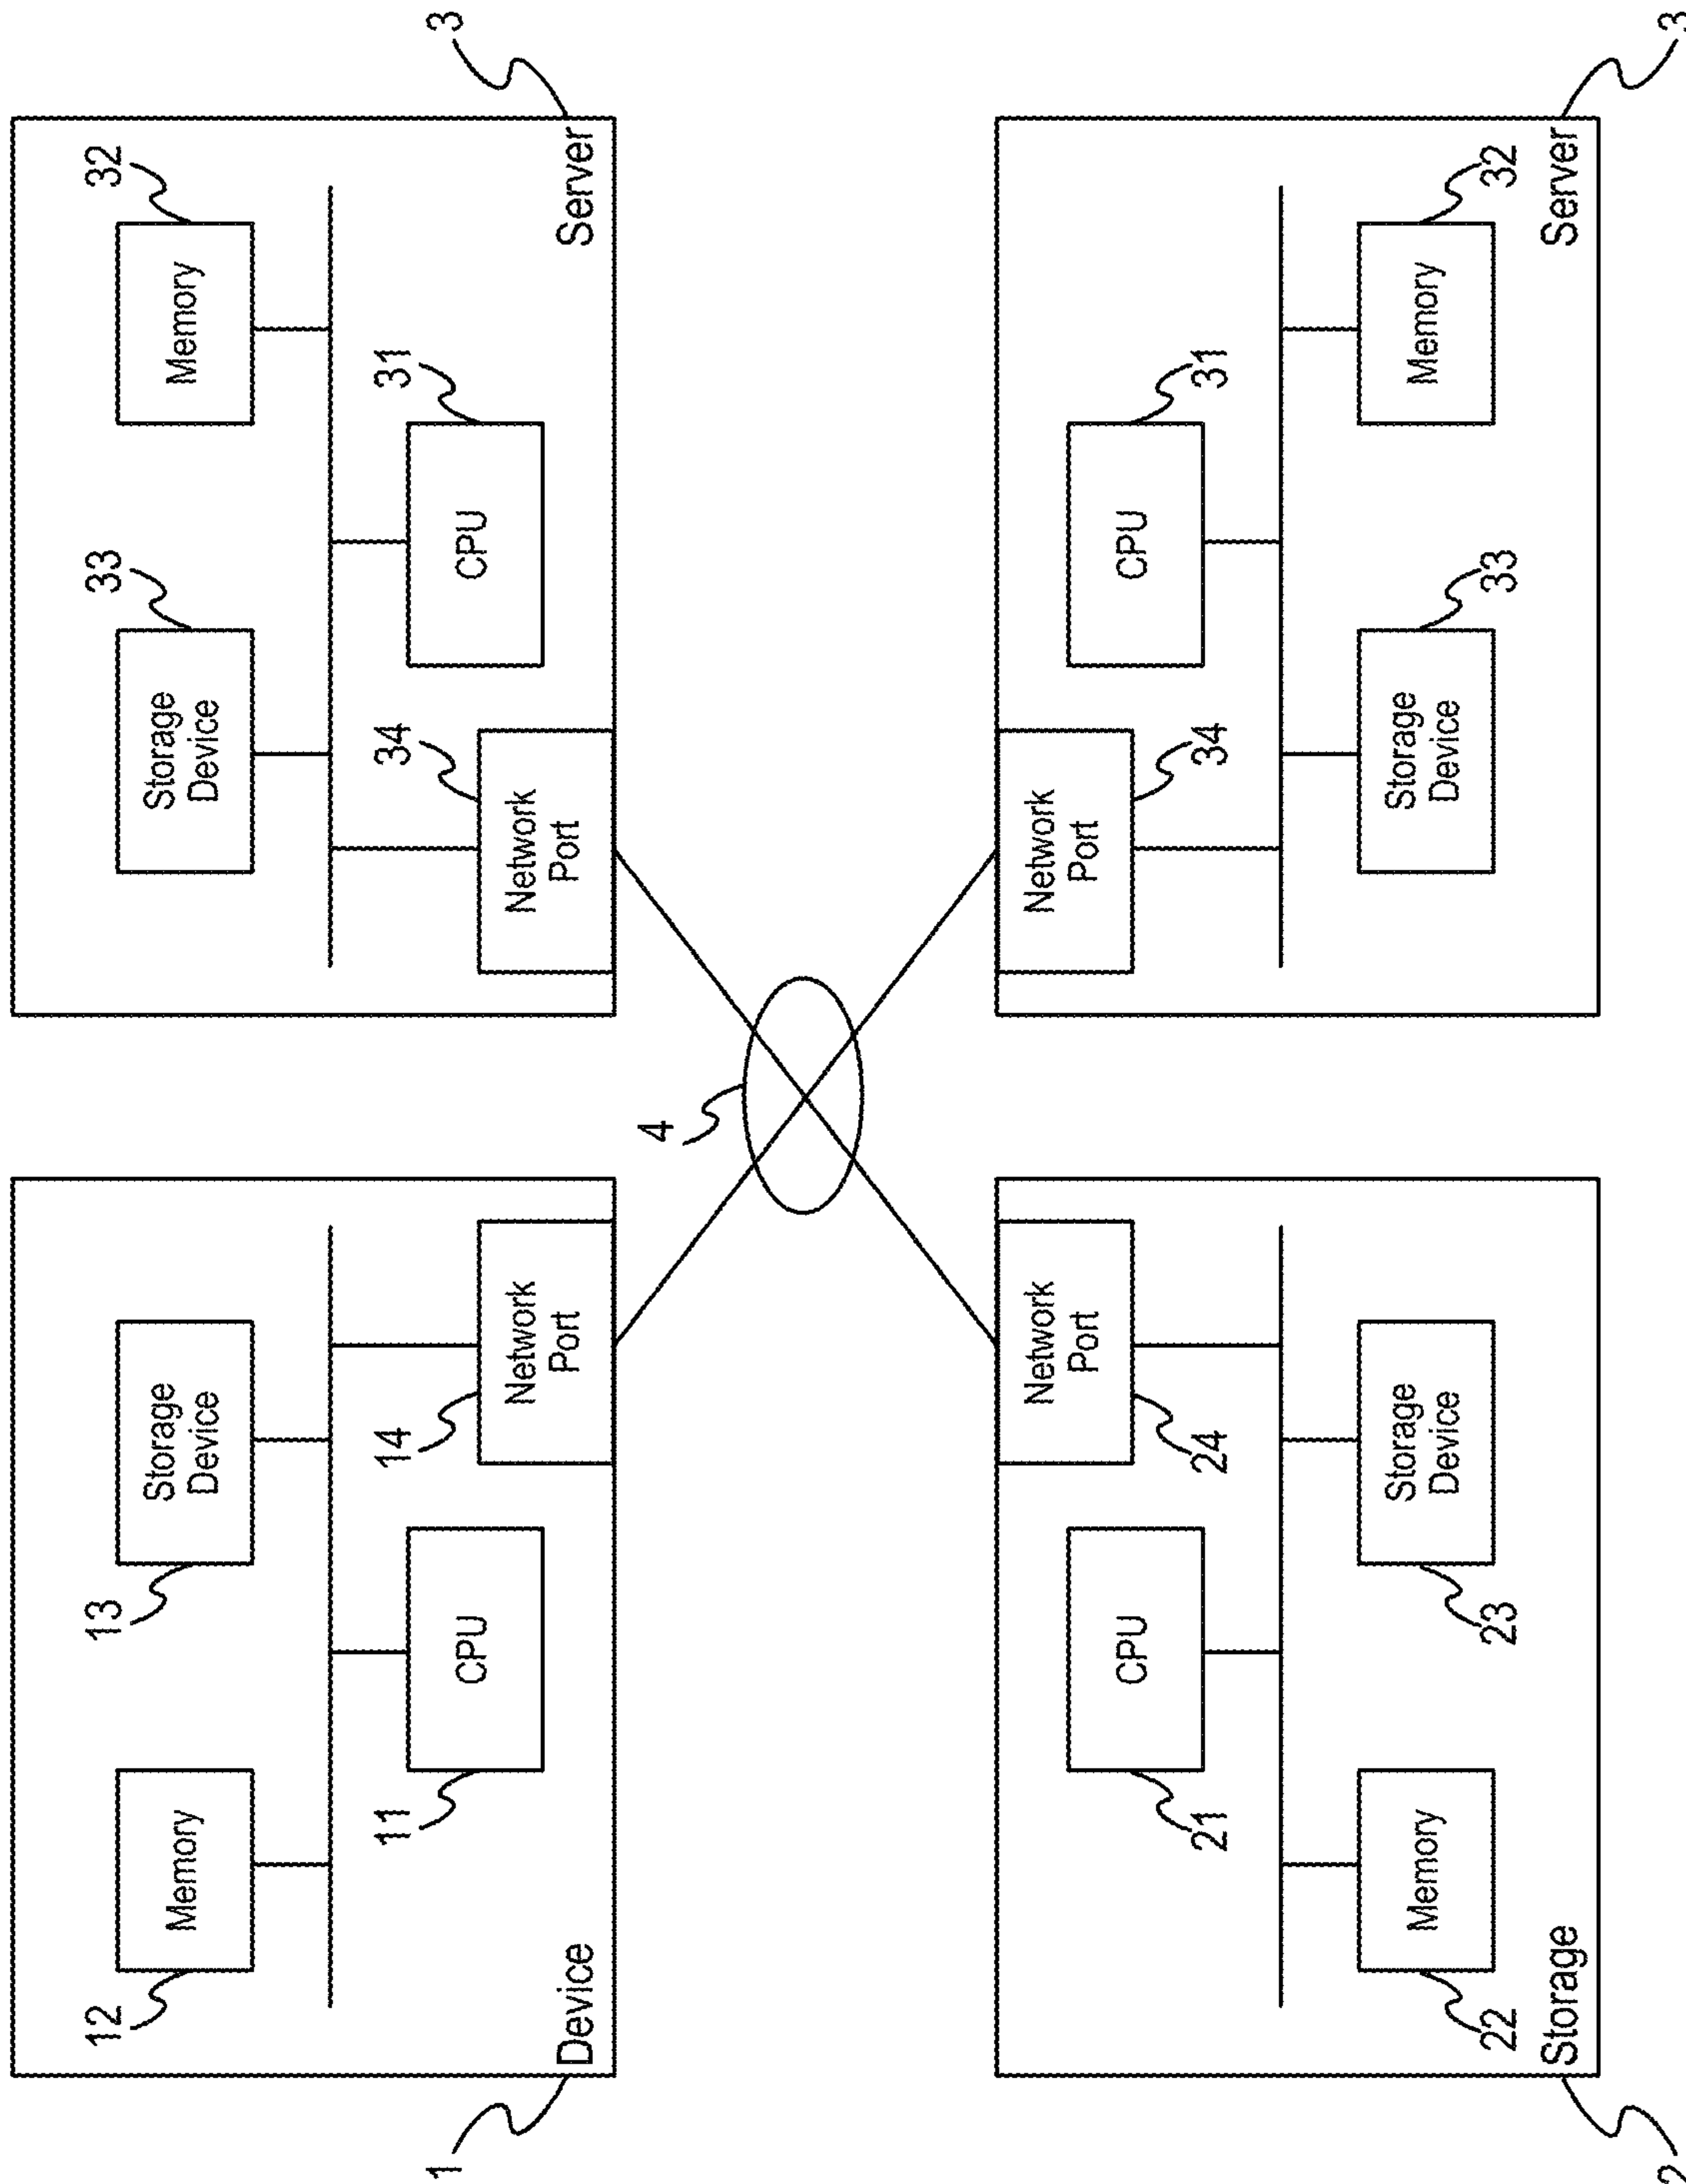 12
13
33
32
Memory
Storage
Device
Storage
Device
Memory
11
14
34
31
1
3
CPU
Network
Port
Network
Port
CPU
Device
Server
4
CPU
Network
Port
Network
Port
CPU
21
24
34
31
Memory
Storage
Device
Storage
Device
Memory
22
23
33
32
Storage
Server
2
3